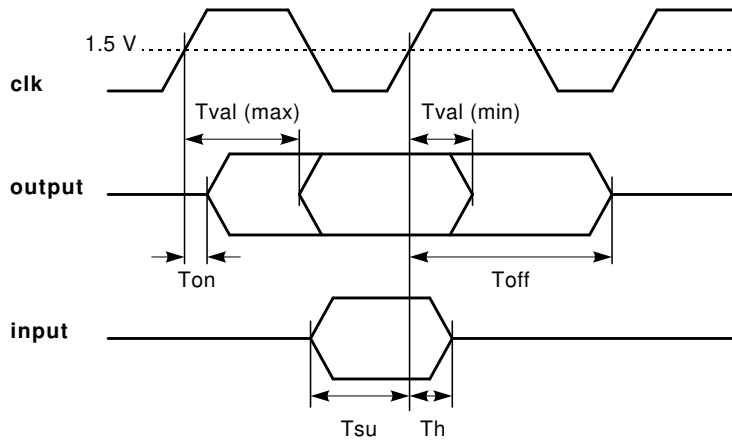 1.5 V
clk
Tval (max) Tval (min)
output
Ton Toff
input
Tsu Th